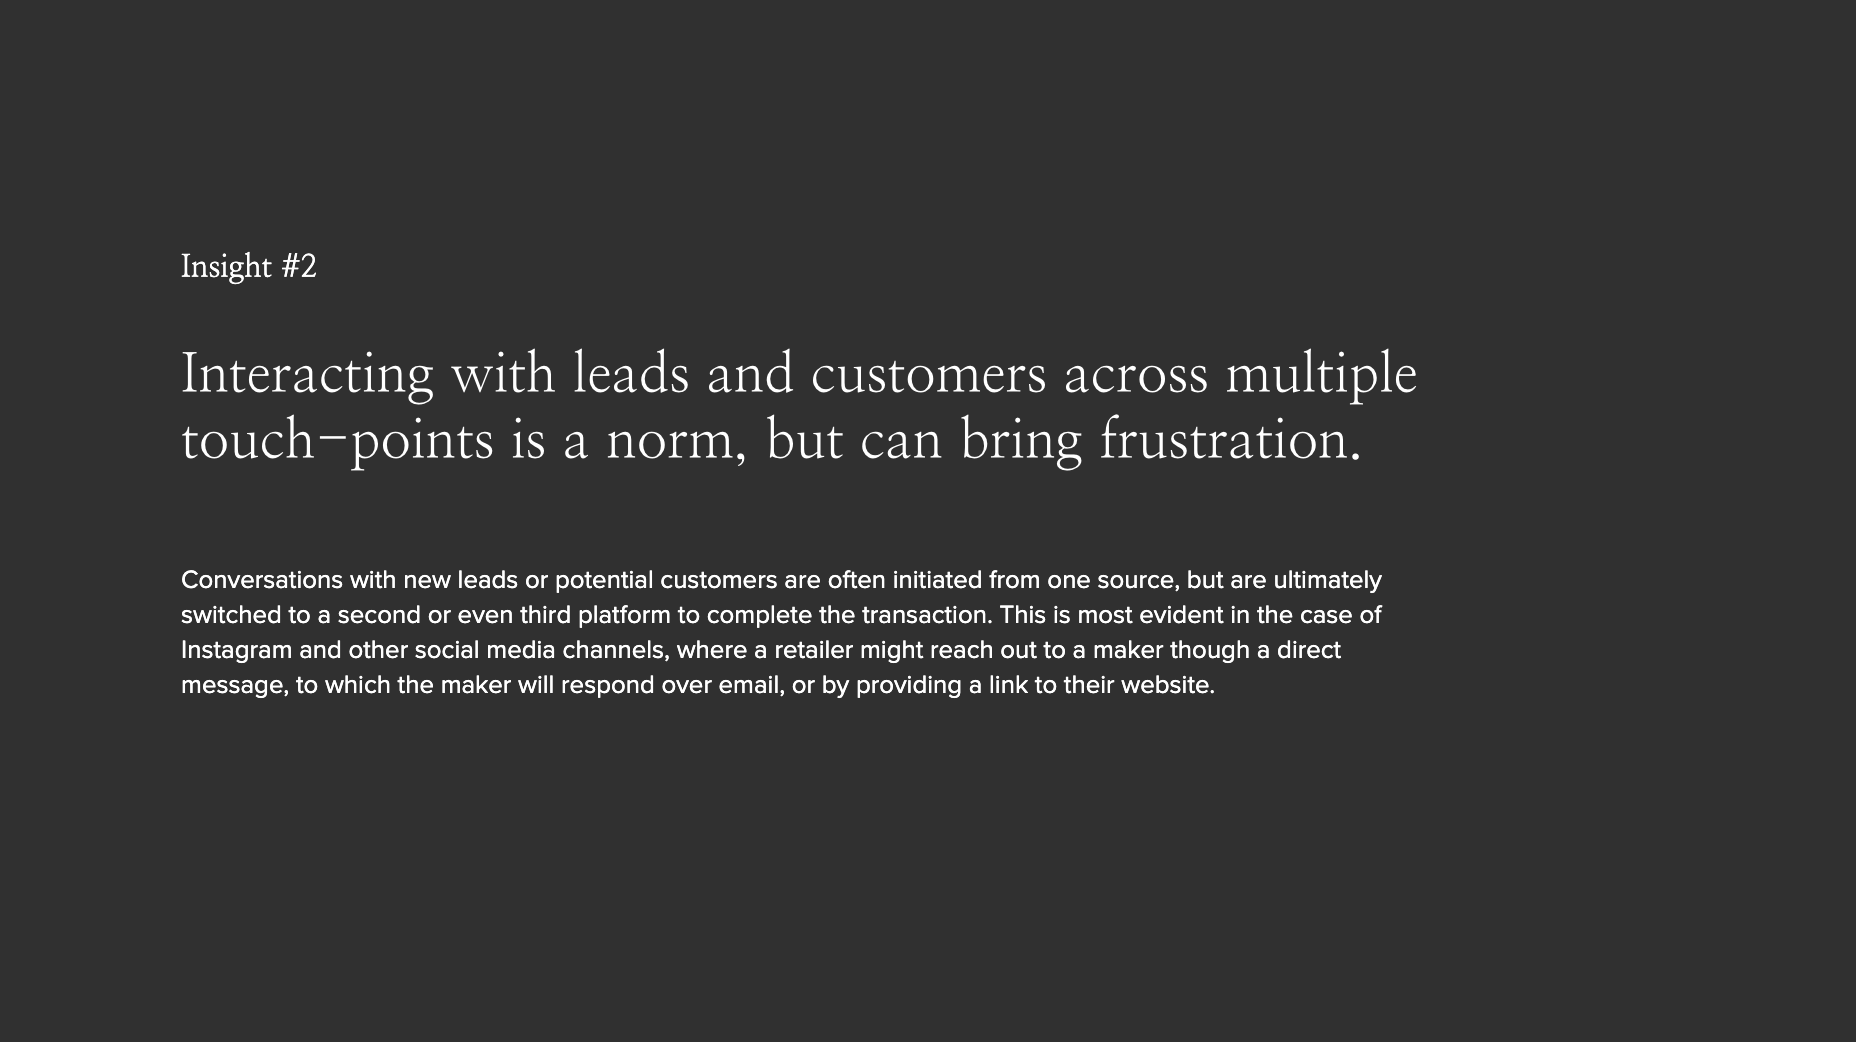 Insight #2
Interacting with leads and customers across multiple
touch-points is a norm, but can bring frustration.
Conversations with new leads or potential customers are often initiated from one source, but are ultimately
switched to a second or even third platform to complete the transaction. This is most evident in the case of
Instagram and other social media channels, where a retailer might reach out to a maker though a direct
message, to which the maker will respond over email, or by providing a link to their website.